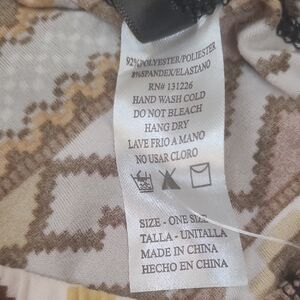 92%POLYESTER/POLIESTER
8%SPANDEX/ELASTANO
RN# 131226
HAND WASH COLD
DO NOT BLEACH
HANG DRY
LAVE FRIO A MANO
NO USAR CLORO
SIZE - ONE SIZE
TALLA - UNITALLA
MADE IN CHINA
HECHO EN CHINA